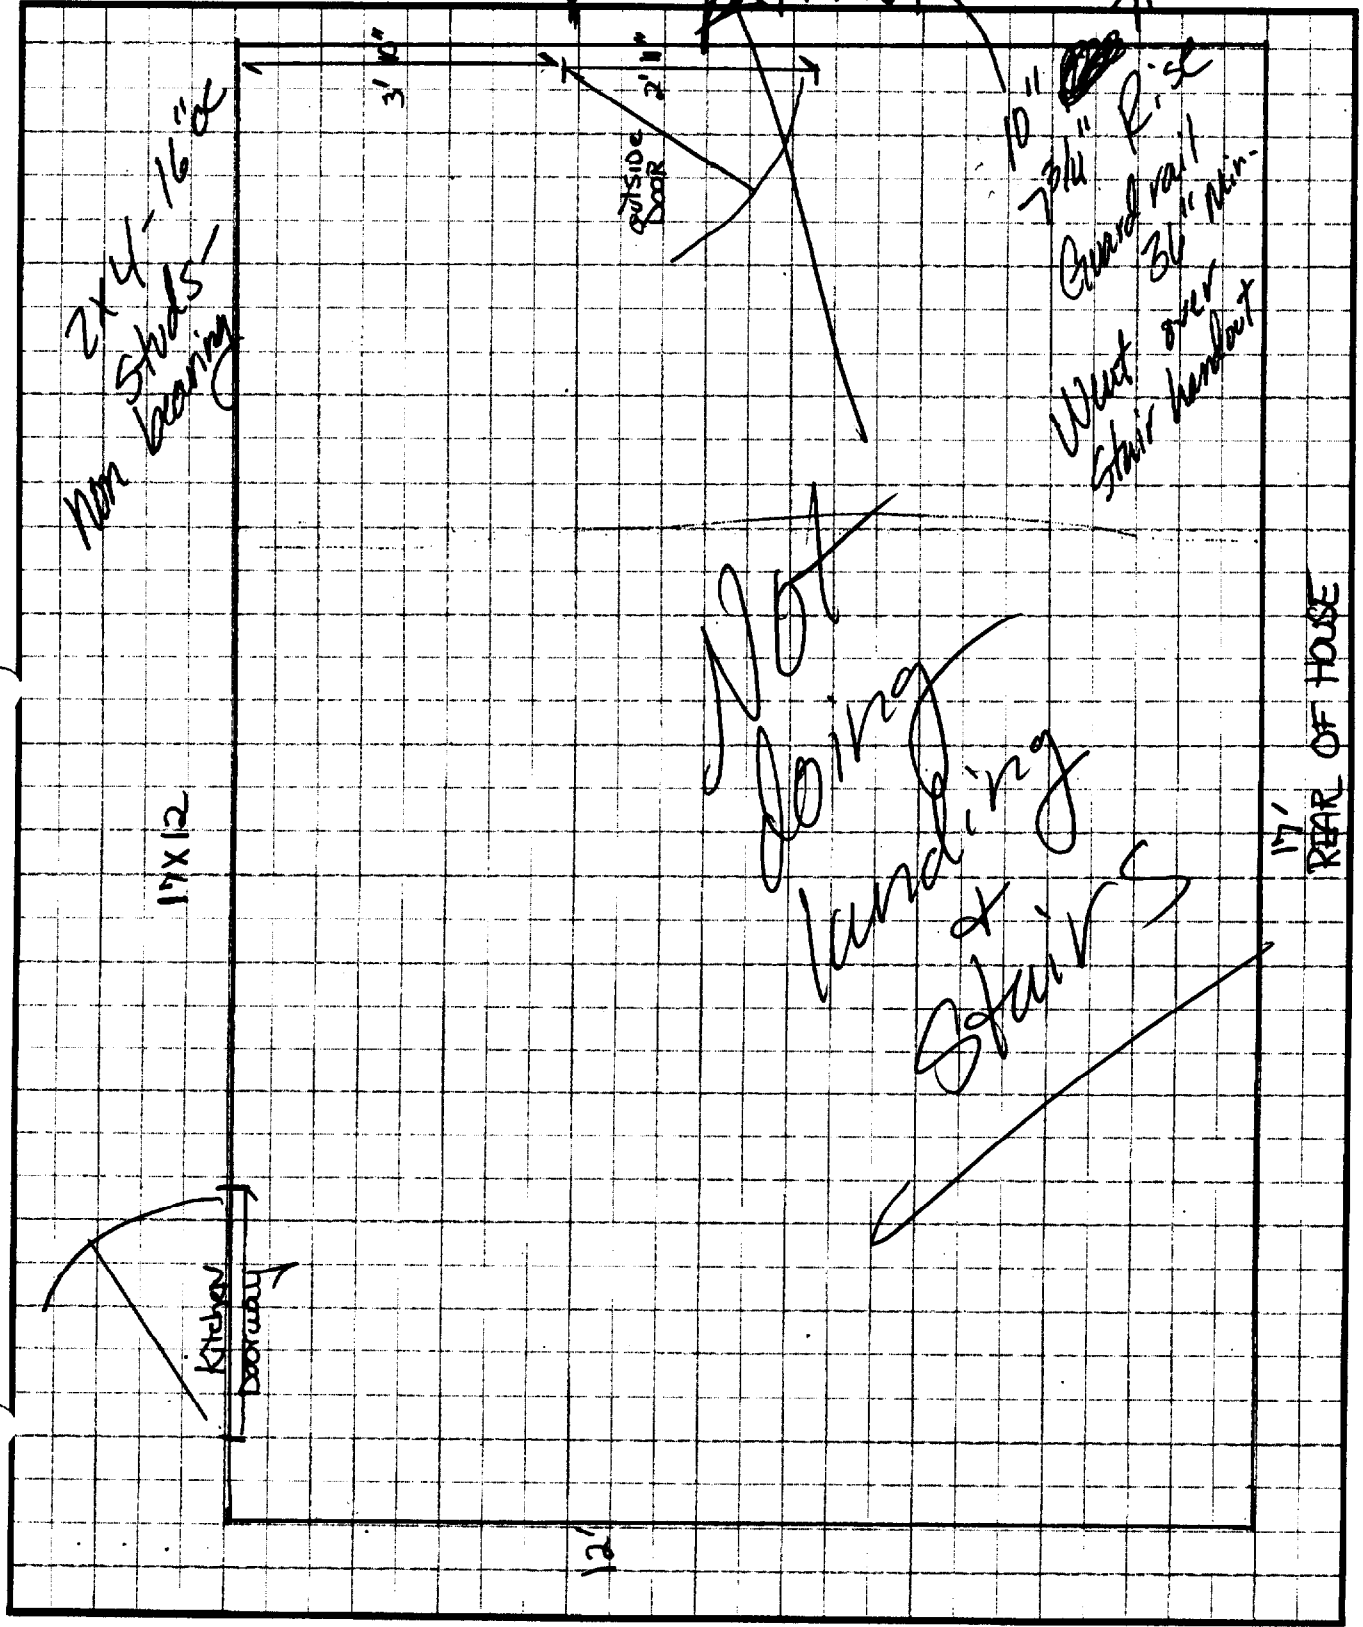 2x4 - 16" oc
studs -
non bearing
3' 10"
2' 11"
OUTSIDE
DOOR
10"
7 3/4" Rise
Guard rail
36" Min.
Went over
stair handout
17X12
Not
doing
landing
&
stairs
17'
REAR OF HOUSE
Kitchen
Doorway
12'